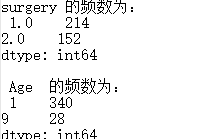 surgery 的频数为：
1.0    214
2.0    152
dtype: int64
Age  的频数为：
1    340
9    28
dtype: int64